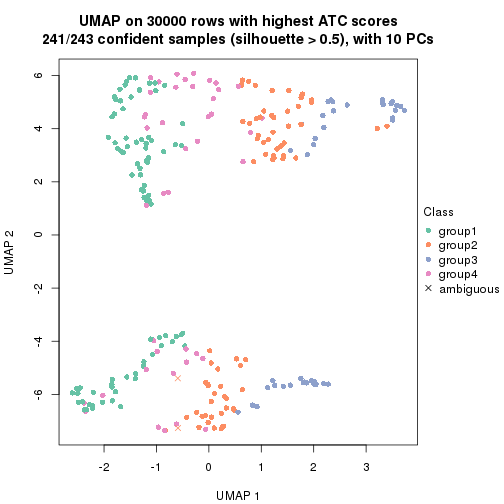 UMAP on 30000 rows with highest ATC scores
241/243 confident samples (silhouette > 0.5), with 10 PCs
6
4
2
0
-2
-4
-6
UMAP 2
-2
-1
0
1
2
3
UMAP 1
Class
group1
group2
group3
group4
ambiguous